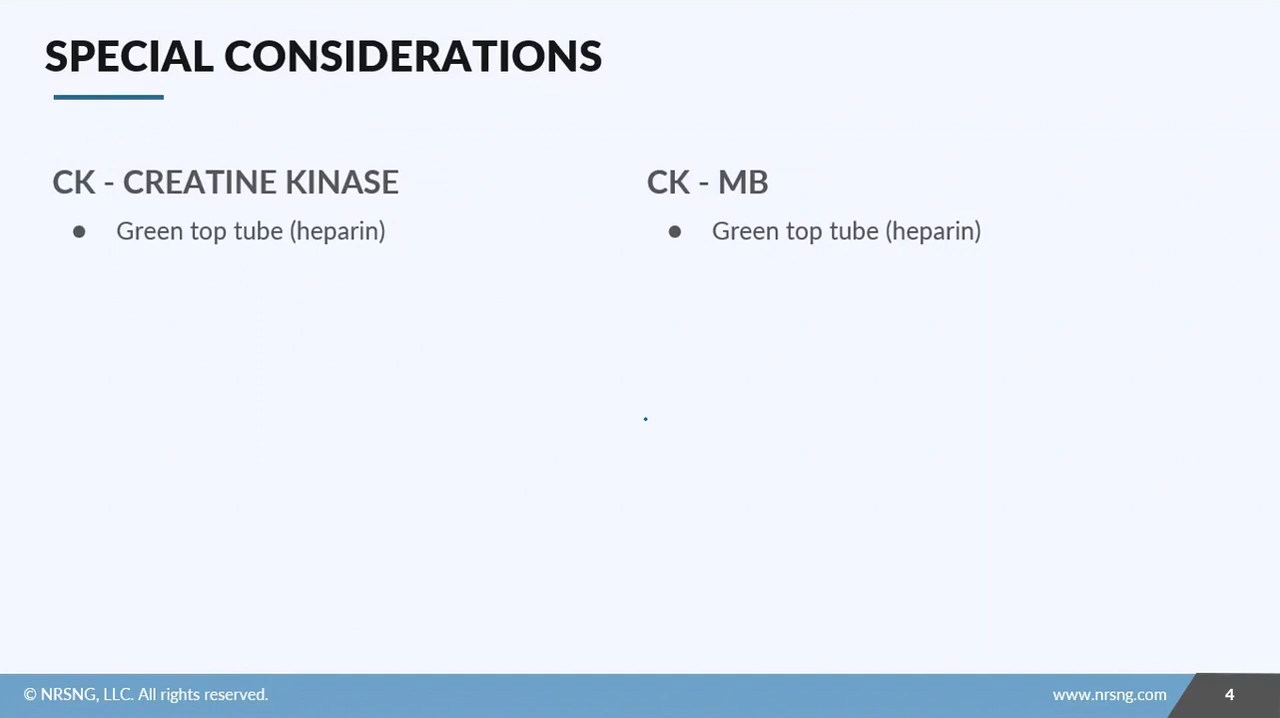 SPECIAL CONSIDERATIONS
CK - CREATINE KINASE
● Green top tube (heparin)
CK - MB
● Green top tube (heparin)
© NRSNG, LLC. All rights reserved.
www.nrsng.com
4